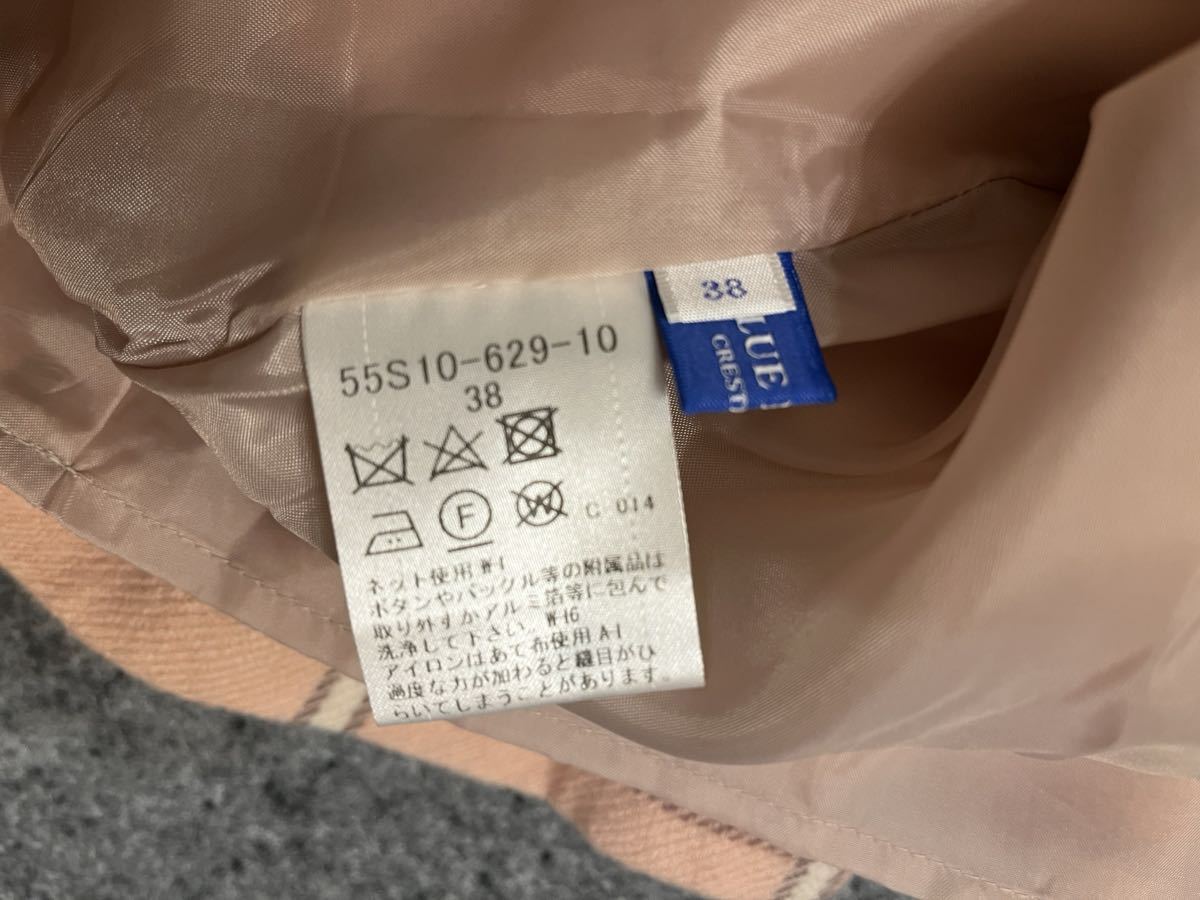 55S10-629-10
38
F
W
C 014
ネット使用 W-1
ボタンやバックル等の附属品は
取り外すかアルミ箔等に包んで
洗浄して下さい。W-16
アイロンはあて布使用 A-1
過度な力が加わると縫目がひ
らいてしまうことがあります。
38
LUE
CREST